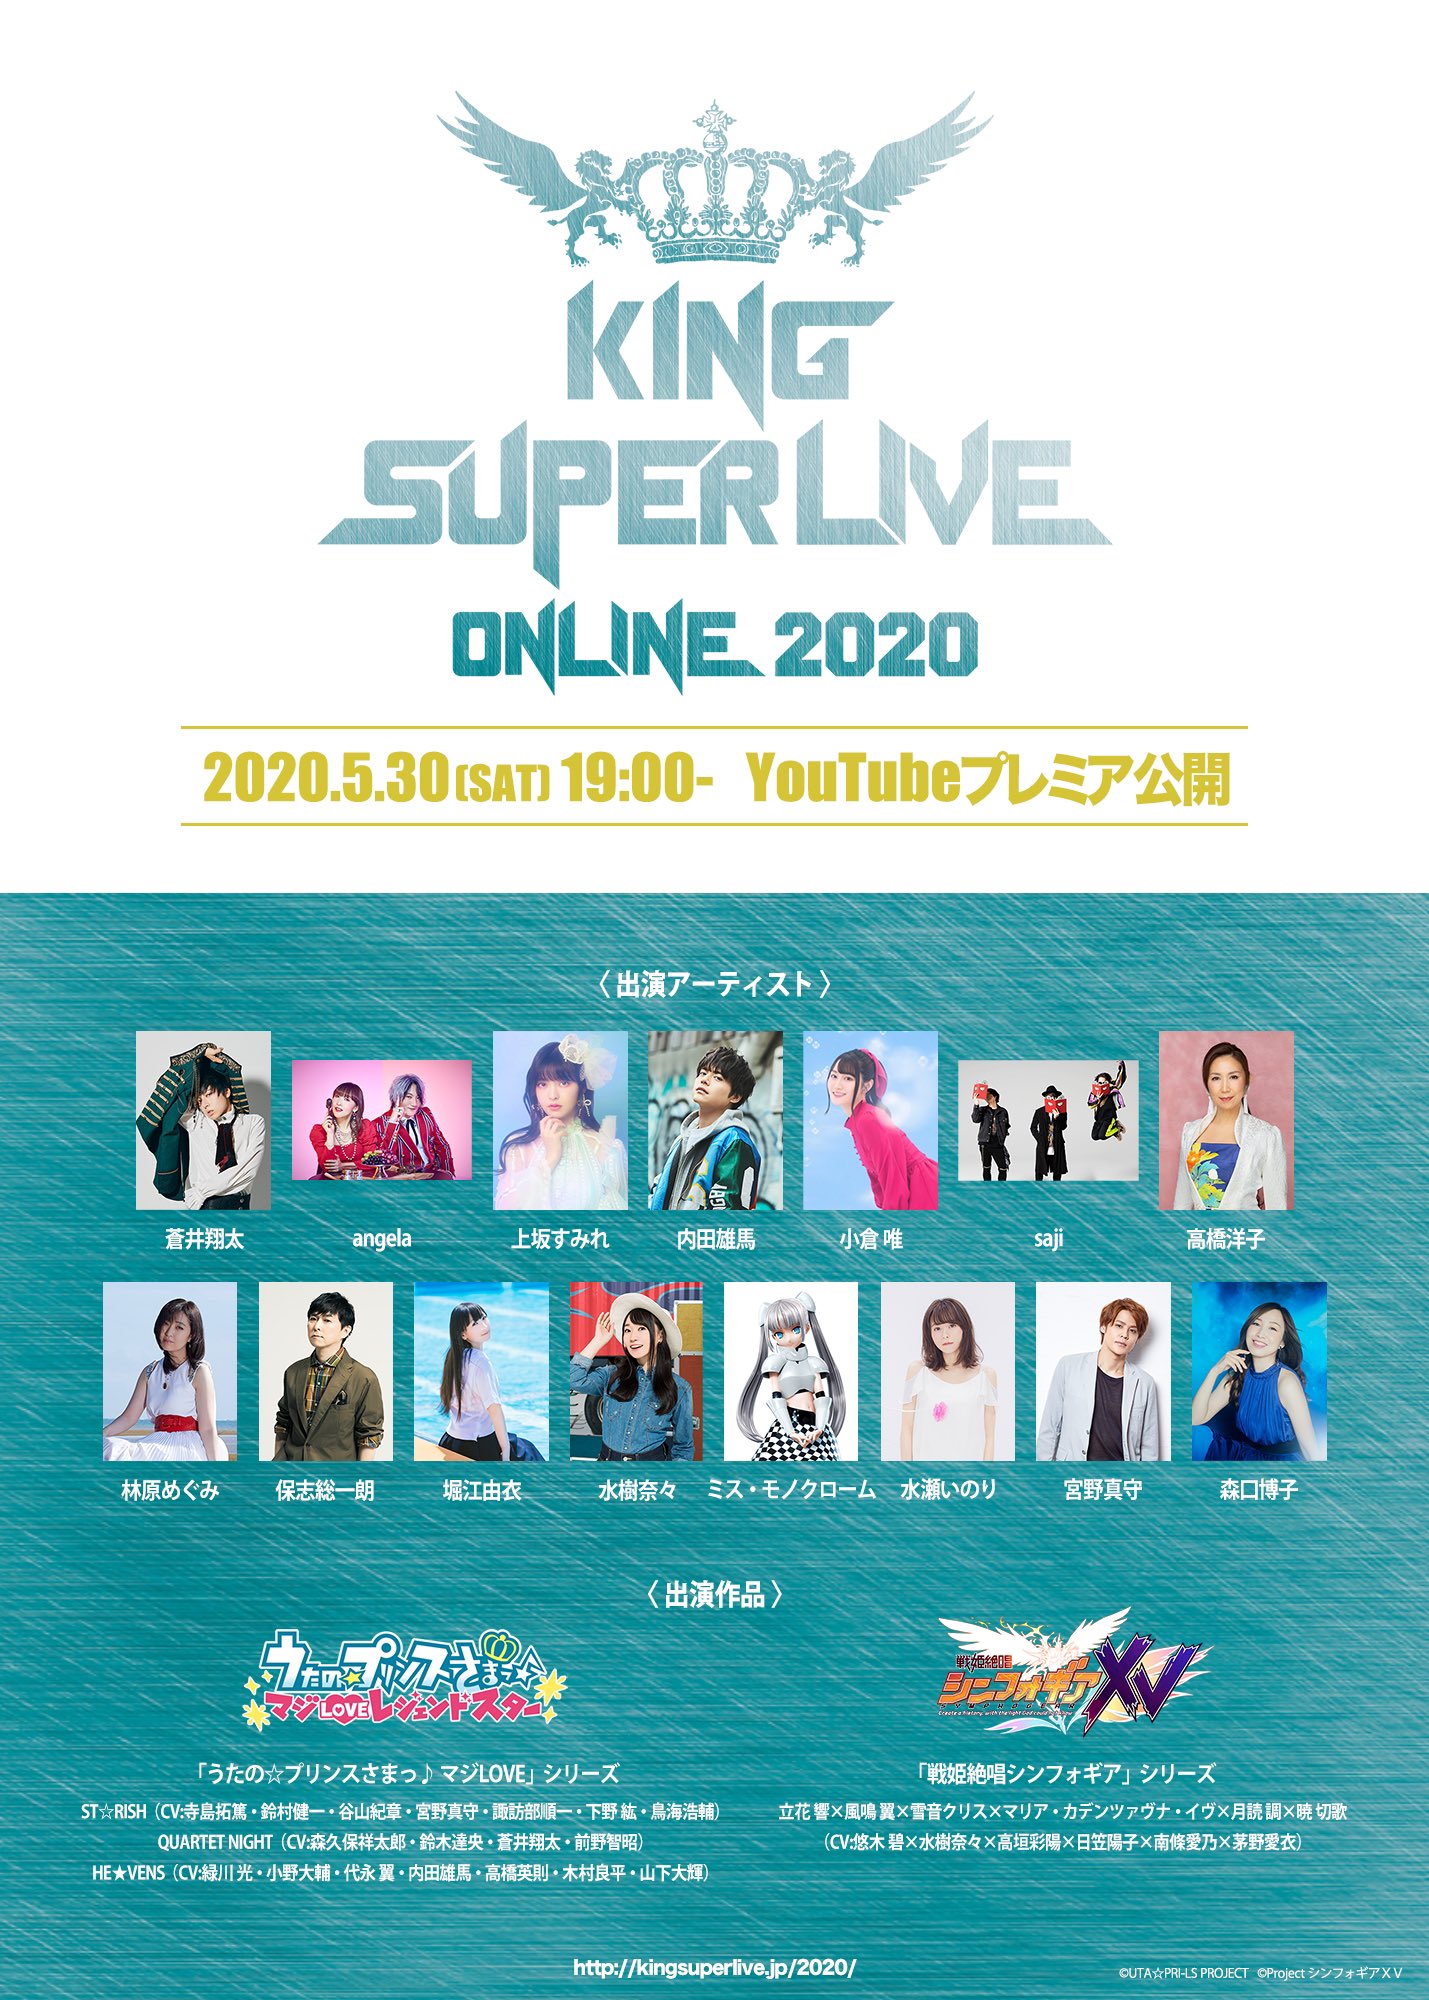 KING
SUPER LIVE
ONLINE 2020
2020.5.30(SAT) 19:00- YouTubeプレミア公開
〈 出演アーティスト 〉
蒼井翔太 angela 上坂すみれ 内田雄馬 小倉 唯 saji 高橋洋子
林原めぐみ 保志総一朗 堀江由衣 水樹奈々 ミス・モノクローム 水瀬いのり 宮野真守 森口博子
〈 出演作品 〉
うたの☆プリンスさまっ♪
マジLOVEレジェンドスター
「うたの☆プリンスさまっ♪ マジLOVE」シリーズ
ST☆RISH（CV:寺島拓篤・鈴村健一・谷山紀章・宮野真守・諏訪部順一・下野 紘・鳥海浩輔）
QUARTET NIGHT（CV:森久保祥太郎・鈴木達央・蒼井翔太・前野智昭）
HE★VENS（CV:緑川 光・小野大輔・代永 翼・内田雄馬・高橋英則・木村良平・山下大輝）
戦姫絶唱
シンフォギアXV
SYMPHOGEAR
「戦姫絶唱シンフォギア」シリーズ
立花 響×風鳴 翼×雪音クリス×マリア・カデンツァヴナ・イヴ×月読 調×暁 切歌
（CV:悠木 碧×水樹奈々×高垣彩陽×日笠陽子×南條愛乃×茅野愛衣）
http://kingsuperlive.jp/2020/
©UTA☆PRI-LS PROJECT ©Project シンフォギアＸＶ